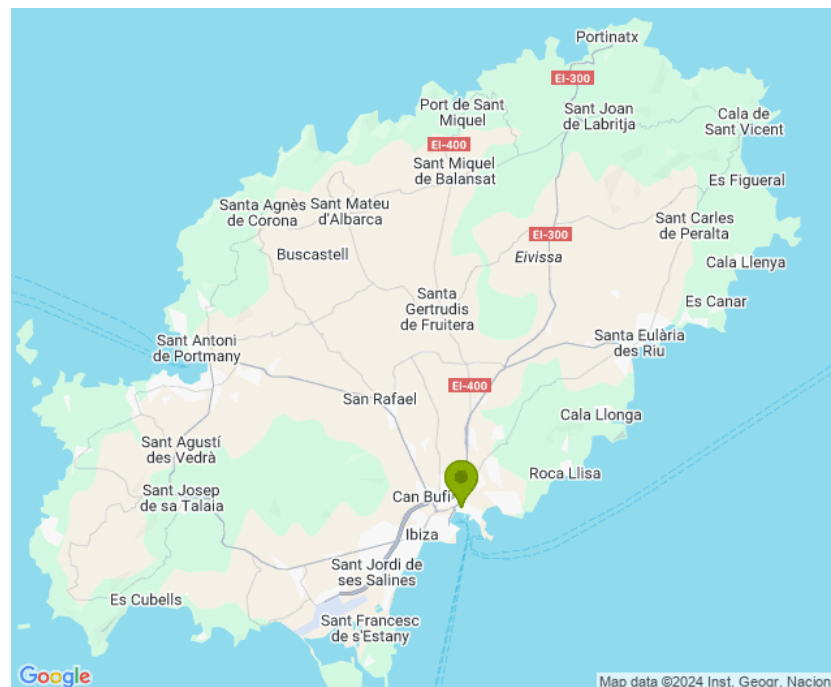 Portinatx
EI-300
Port de Sant
Miquel
Sant Joan
de Labritja
Cala de
Sant Vicent
EI-400
Sant Miquel
de Balansat
Es Figueral
Santa Agnès
de Corona
Sant Mateu
d'Albarca
Sant Carles
de Peralta
EI-300
Buscastell
Eivissa
Cala Llenya
Santa
Gertrudis
de Fruitera
Es Canar
Sant Antoni
de Portmany
Santa Eulària
des Riu
EI-400
San Rafael
Cala Llonga
Sant Agustí
des Vedrà
Roca Llisa
Sant Josep
de sa Talaia
Can Bufí
Ibiza
Sant Jordi de
ses Salines
Es Cubells
Sant Francesc
de s'Estany
Google
Map data ©2024 Inst. Geogr. Nacion